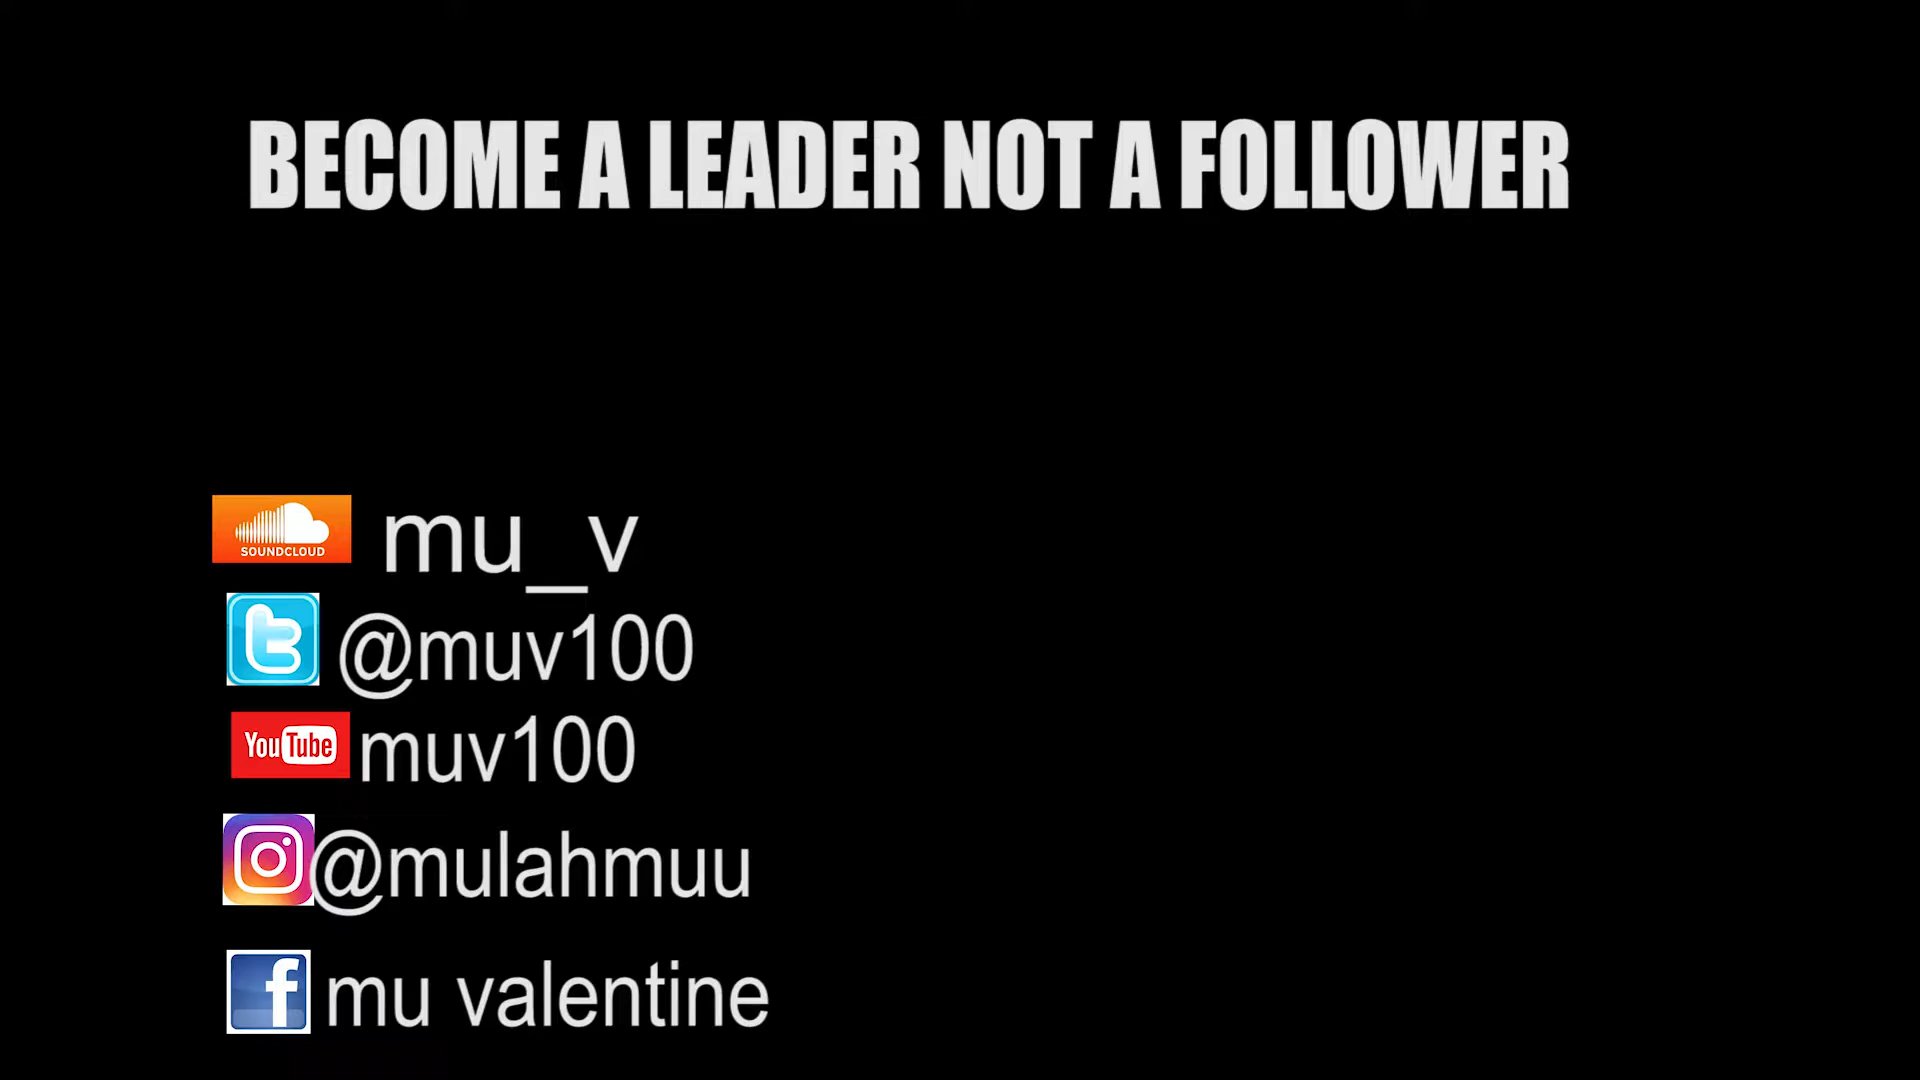 BECOME A LEADER NOT A FOLLOWER
SOUNDCLOUD mu_v
@muv100
YouTube muv100
@mulahmuu
mu valentine